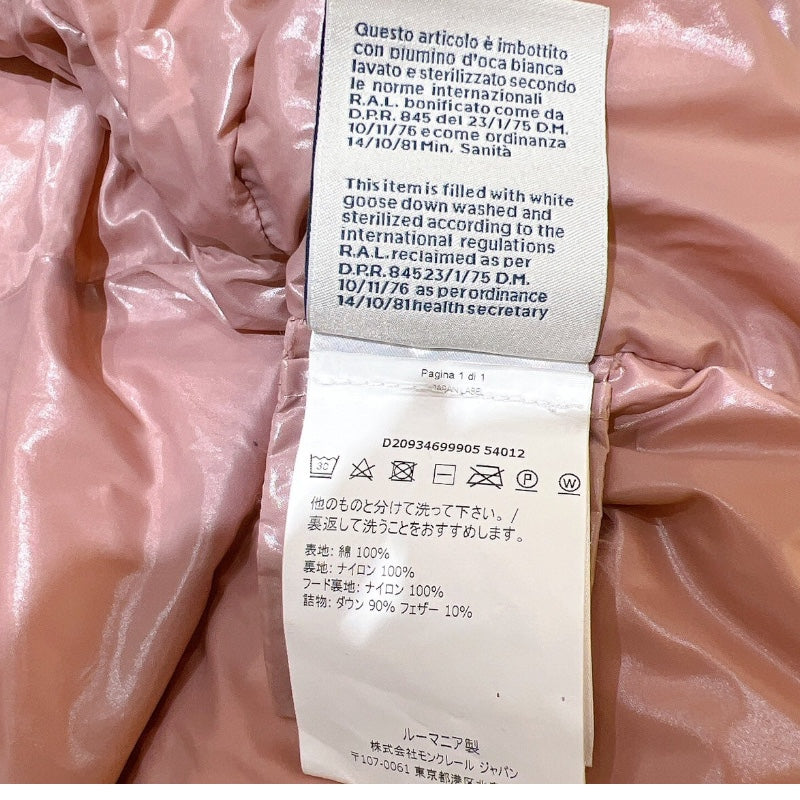 Questo articolo è imbottito
con piumino d'oca bianca
lavato e sterilizzato secondo
le norme internazionali
R.A.L. bonificato come da
D.P.R. 845 del 23/1/75 D.M.
10/11/76 e come ordinanza
14/10/81 Min. Sanità
This item is filled with white
goose down washed and
sterilized according to the
international regulations
R.A.L. reclaimed as per
D.P.R. 845 23/1/75 D.M.
10/11/76 as per ordinance
14/10/81 health secretary
Pagina 1 di 1
JAPAN LABEL
D20934699905 54012
30 P W
他のものと分けて洗って下さい。/
裏返して洗うことをおすすめします。
表地: 綿 100%
裏地: ナイロン 100%
フード裏地: ナイロン 100%
詰物: ダウン 90% フェザー 10%
ルーマニア製
株式会社モンクレール ジャパン
〒107-0061 東京都港区